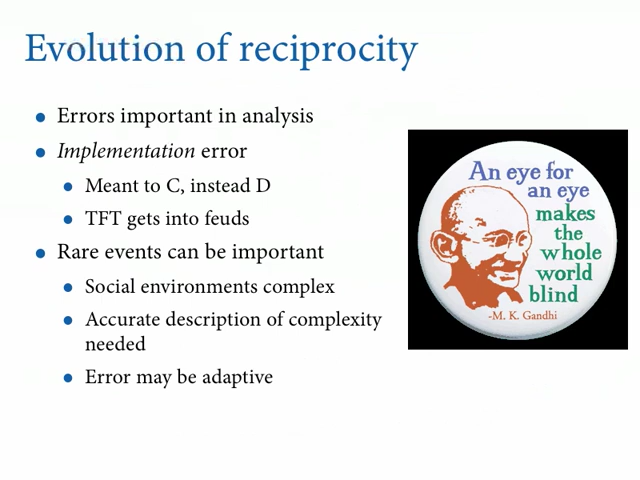 Evolution of reciprocity
• Errors important in analysis
• Implementation error
• Meant to C, instead D
• TFT gets into feuds
• Rare events can be important
• Social environments complex
• Accurate description of complexity
needed
• Error may be adaptive
An eye for
an eye
makes
the
whole
world
blind
-M. K. Gandhi